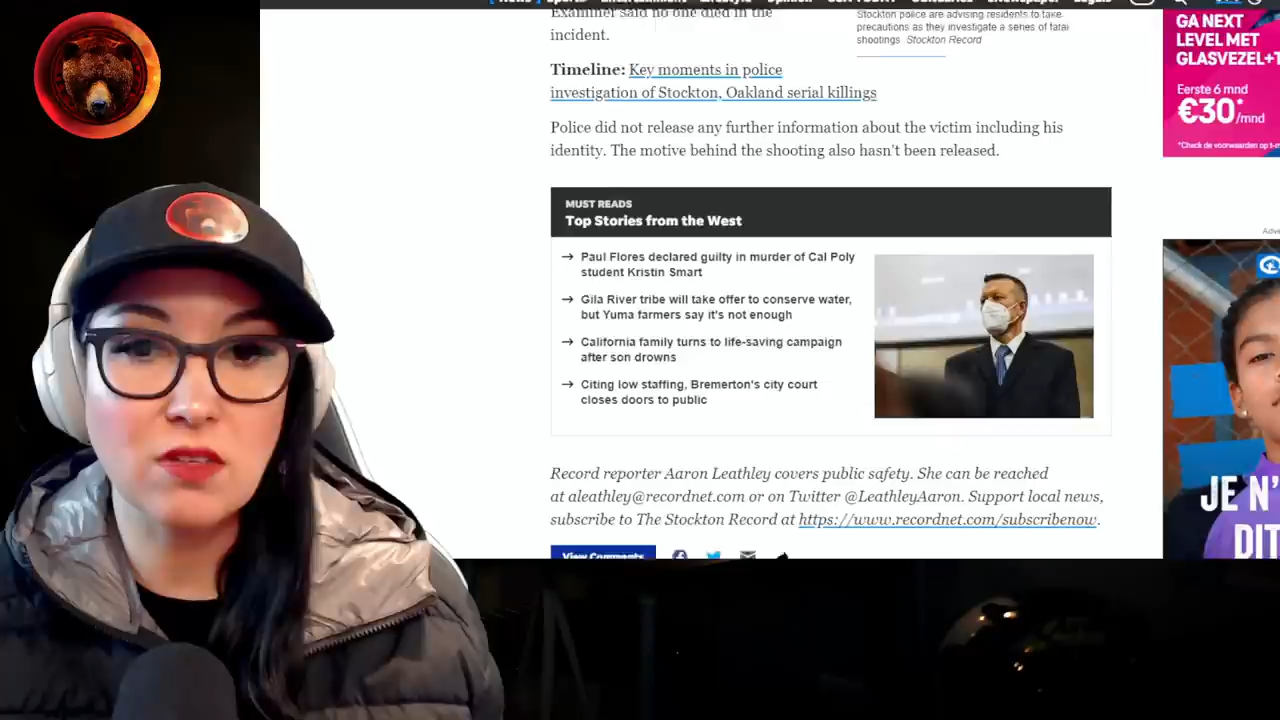 Examiner said no one died in the
incident.
Stockton police are advising residents to take
precautions as they investigate a series of fatal
shootings Stockton Record
Timeline: Key moments in police
investigation of Stockton, Oakland serial killings
Police did not release any further information about the victim including his
identity. The motive behind the shooting also hasn't been released.
MUST READS
Top Stories from the West
→ Paul Flores declared guilty in murder of Cal Poly
student Kristin Smart
→ Gila River tribe will take offer to conserve water,
but Yuma farmers say it's not enough
→ California family turns to life-saving campaign
after son drowns
→ Citing low staffing, Bremerton's city court
closes doors to public
Record reporter Aaron Leathley covers public safety. She can be reached
at aleathley@recordnet.com or on Twitter @LeathleyAaron. Support local news,
subscribe to The Stockton Record at https://www.recordnet.com/subscribenow.
View Comments
GA NEXT
LEVEL MET
GLASVEZEL+T
Eerste 6 mnd
€30*/mnd
*Check de voorwaarden op t-m
Adve
JE N'
DIT